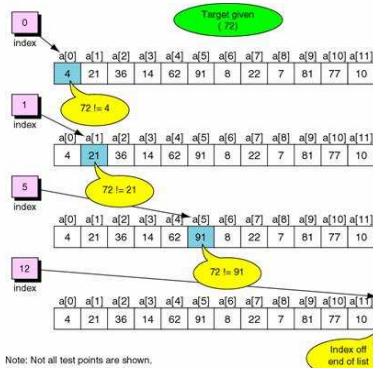 Target given
( 72)
0
index
a[0] a[1] a[2] a[3] a[4] a[5] a[6] a[7] a[8] a[9] a[10] a[11]
4 21 36 14 62 91 8 22 7 81 77 10
72 != 4
1
index
a[0] a[1] a[2] a[3] a[4] a[5] a[6] a[7] a[8] a[9] a[10] a[11]
4 21 36 14 62 91 8 22 7 81 77 10
72 != 21
5
index
a[0] a[1] a[2] a[3] a[4] a[5] a[6] a[7] a[8] a[9] a[10] a[11]
4 21 36 14 62 91 8 22 7 81 77 10
72 != 91
12
index
a[0] a[1] a[2] a[3] a[4] a[5] a[6] a[7] a[8] a[9] a[10] a[11]
4 21 36 14 62 91 8 22 7 81 77 10
Index off
end of list
Note: Not all test points are shown.